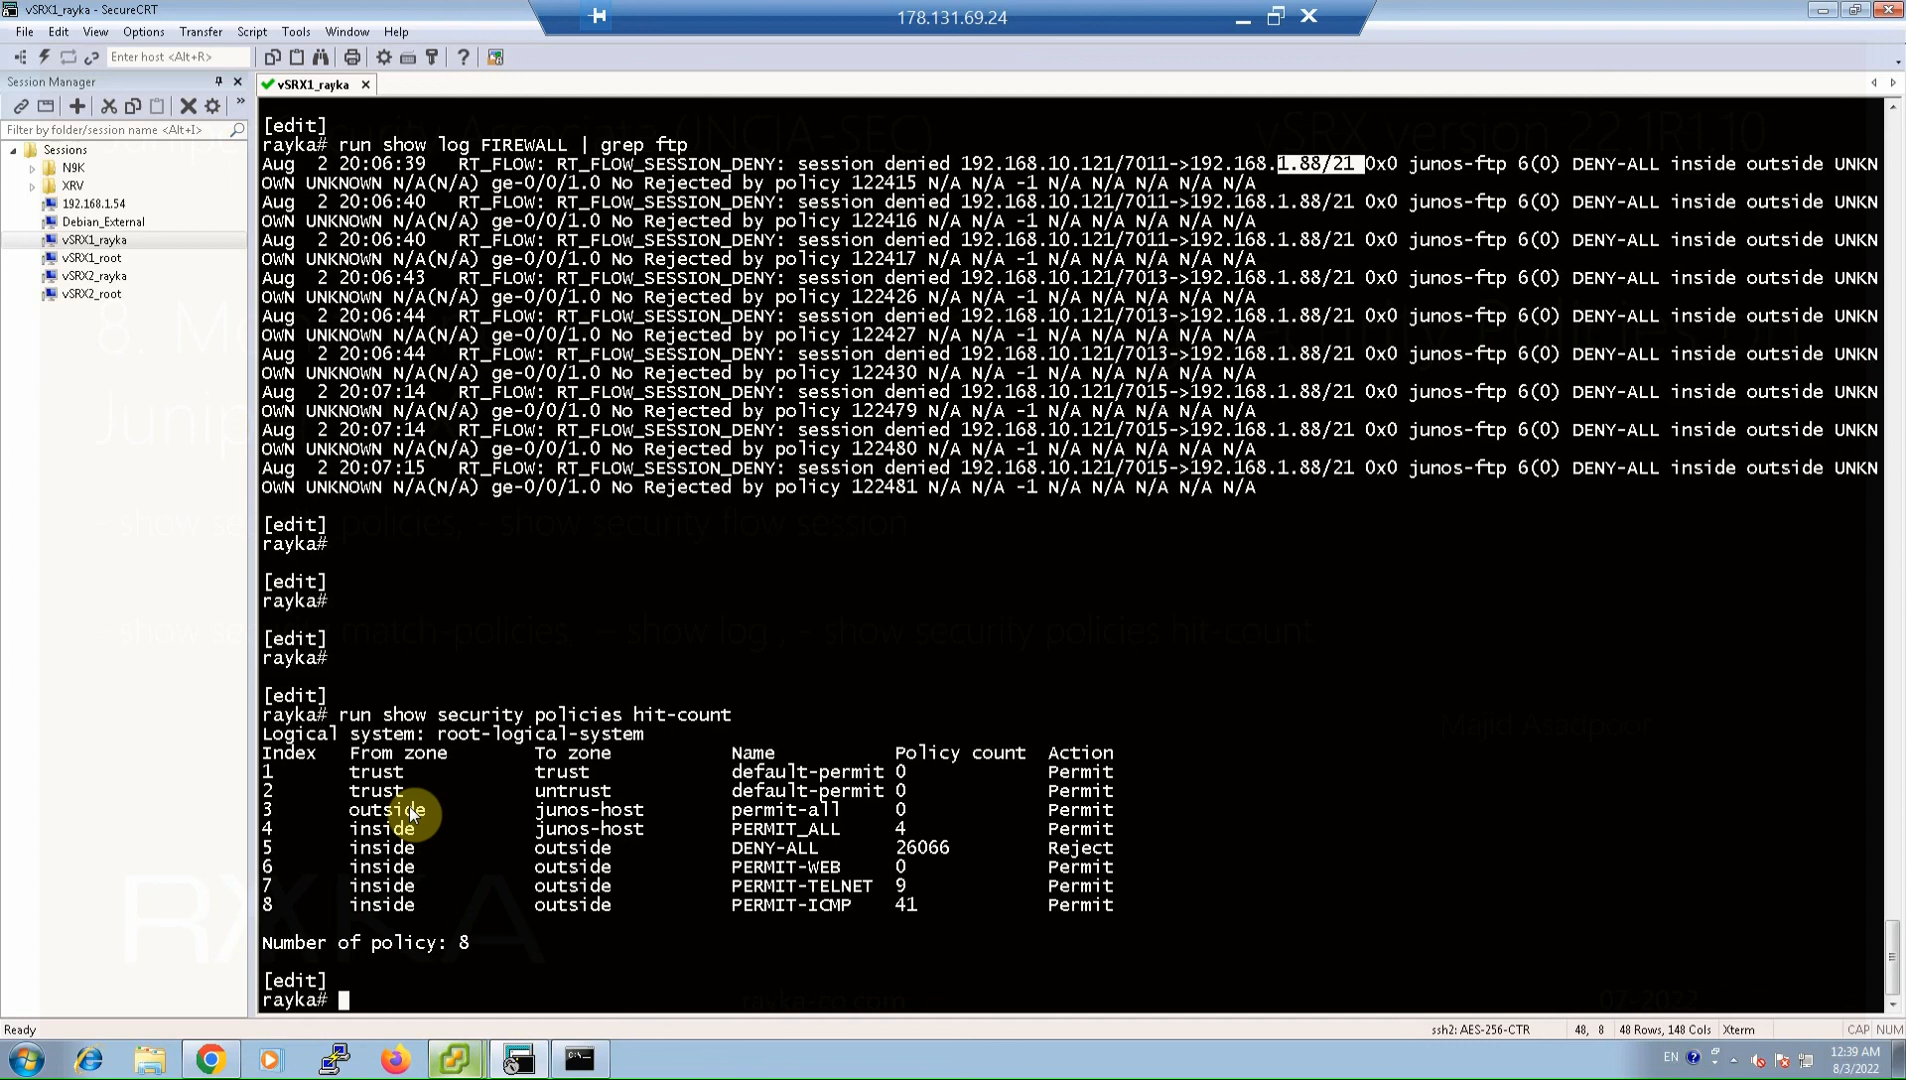 vSRX1_rayka - SecureCRT
178.131.69.24
File Edit View Options Transfer Script Tools Window Help
Enter host <Alt+R>
Session Manager
vSRX1_rayka
Filter by folder/session name <Alt+I>
Sessions
N9K
XRV
192.168.1.54
Debian_External
vSRX1_rayka
vSRX1_root
vSRX2_rayka
vSRX2_root
[edit]
rayka# run show log FIREWALL | grep ftp
Aug  2 20:06:39  RT_FLOW: RT_FLOW_SESSION_DENY: session denied 192.168.10.121/7011->192.168.1.88/21 0x0 junos-ftp 6(0) DENY-ALL inside outside UNKN
OWN UNKNOWN N/A(N/A) ge-0/0/1.0 No Rejected by policy 122415 N/A N/A -1 N/A N/A N/A N/A
Aug  2 20:06:40  RT_FLOW: RT_FLOW_SESSION_DENY: session denied 192.168.10.121/7011->192.168.1.88/21 0x0 junos-ftp 6(0) DENY-ALL inside outside UNKN
OWN UNKNOWN N/A(N/A) ge-0/0/1.0 No Rejected by policy 122416 N/A N/A -1 N/A N/A N/A N/A
Aug  2 20:06:40  RT_FLOW: RT_FLOW_SESSION_DENY: session denied 192.168.10.121/7011->192.168.1.88/21 0x0 junos-ftp 6(0) DENY-ALL inside outside UNKN
OWN UNKNOWN N/A(N/A) ge-0/0/1.0 No Rejected by policy 122417 N/A N/A -1 N/A N/A N/A N/A
Aug  2 20:06:43  RT_FLOW: RT_FLOW_SESSION_DENY: session denied 192.168.10.121/7013->192.168.1.88/21 0x0 junos-ftp 6(0) DENY-ALL inside outside UNKN
OWN UNKNOWN N/A(N/A) ge-0/0/1.0 No Rejected by policy 122426 N/A N/A -1 N/A N/A N/A N/A
Aug  2 20:06:44  RT_FLOW: RT_FLOW_SESSION_DENY: session denied 192.168.10.121/7013->192.168.1.88/21 0x0 junos-ftp 6(0) DENY-ALL inside outside UNKN
OWN UNKNOWN N/A(N/A) ge-0/0/1.0 No Rejected by policy 122427 N/A N/A -1 N/A N/A N/A N/A
Aug  2 20:06:44  RT_FLOW: RT_FLOW_SESSION_DENY: session denied 192.168.10.121/7013->192.168.1.88/21 0x0 junos-ftp 6(0) DENY-ALL inside outside UNKN
OWN UNKNOWN N/A(N/A) ge-0/0/1.0 No Rejected by policy 122430 N/A N/A -1 N/A N/A N/A N/A
Aug  2 20:07:14  RT_FLOW: RT_FLOW_SESSION_DENY: session denied 192.168.10.121/7015->192.168.1.88/21 0x0 junos-ftp 6(0) DENY-ALL inside outside UNKN
OWN UNKNOWN N/A(N/A) ge-0/0/1.0 No Rejected by policy 122479 N/A N/A -1 N/A N/A N/A N/A
Aug  2 20:07:14  RT_FLOW: RT_FLOW_SESSION_DENY: session denied 192.168.10.121/7015->192.168.1.88/21 0x0 junos-ftp 6(0) DENY-ALL inside outside UNKN
OWN UNKNOWN N/A(N/A) ge-0/0/1.0 No Rejected by policy 122480 N/A N/A -1 N/A N/A N/A N/A
Aug  2 20:07:15  RT_FLOW: RT_FLOW_SESSION_DENY: session denied 192.168.10.121/7015->192.168.1.88/21 0x0 junos-ftp 6(0) DENY-ALL inside outside UNKN
OWN UNKNOWN N/A(N/A) ge-0/0/1.0 No Rejected by policy 122481 N/A N/A -1 N/A N/A N/A N/A
[edit]
rayka#
[edit]
rayka#
[edit]
rayka#
[edit]
rayka# run show security policies hit-count
Logical system: root-logical-system
Index From zone To zone Name Policy count Action
1 trust trust default-permit 0 Permit
2 trust untrust default-permit 0 Permit
3 outside junos-host permit-all 0 Permit
4 inside junos-host PERMIT_ALL 4 Permit
5 inside outside DENY-ALL 26066 Reject
6 inside outside PERMIT-WEB 0 Permit
7 inside outside PERMIT-TELNET 9 Permit
8 inside outside PERMIT-ICMP 41 Permit
Number of policy: 8
[edit]
rayka#
vSRX version 22.1R1.10
- show security flow session
show log , - show security policies hit-count
Majid Asadpoor
RXKA
rayka-co.com
07-2022
Ready
ssh2: AES-256-CTR 48, 8 48 Rows, 148 Cols Xterm CAP NUM
EN
12:39 AM
8/3/2022